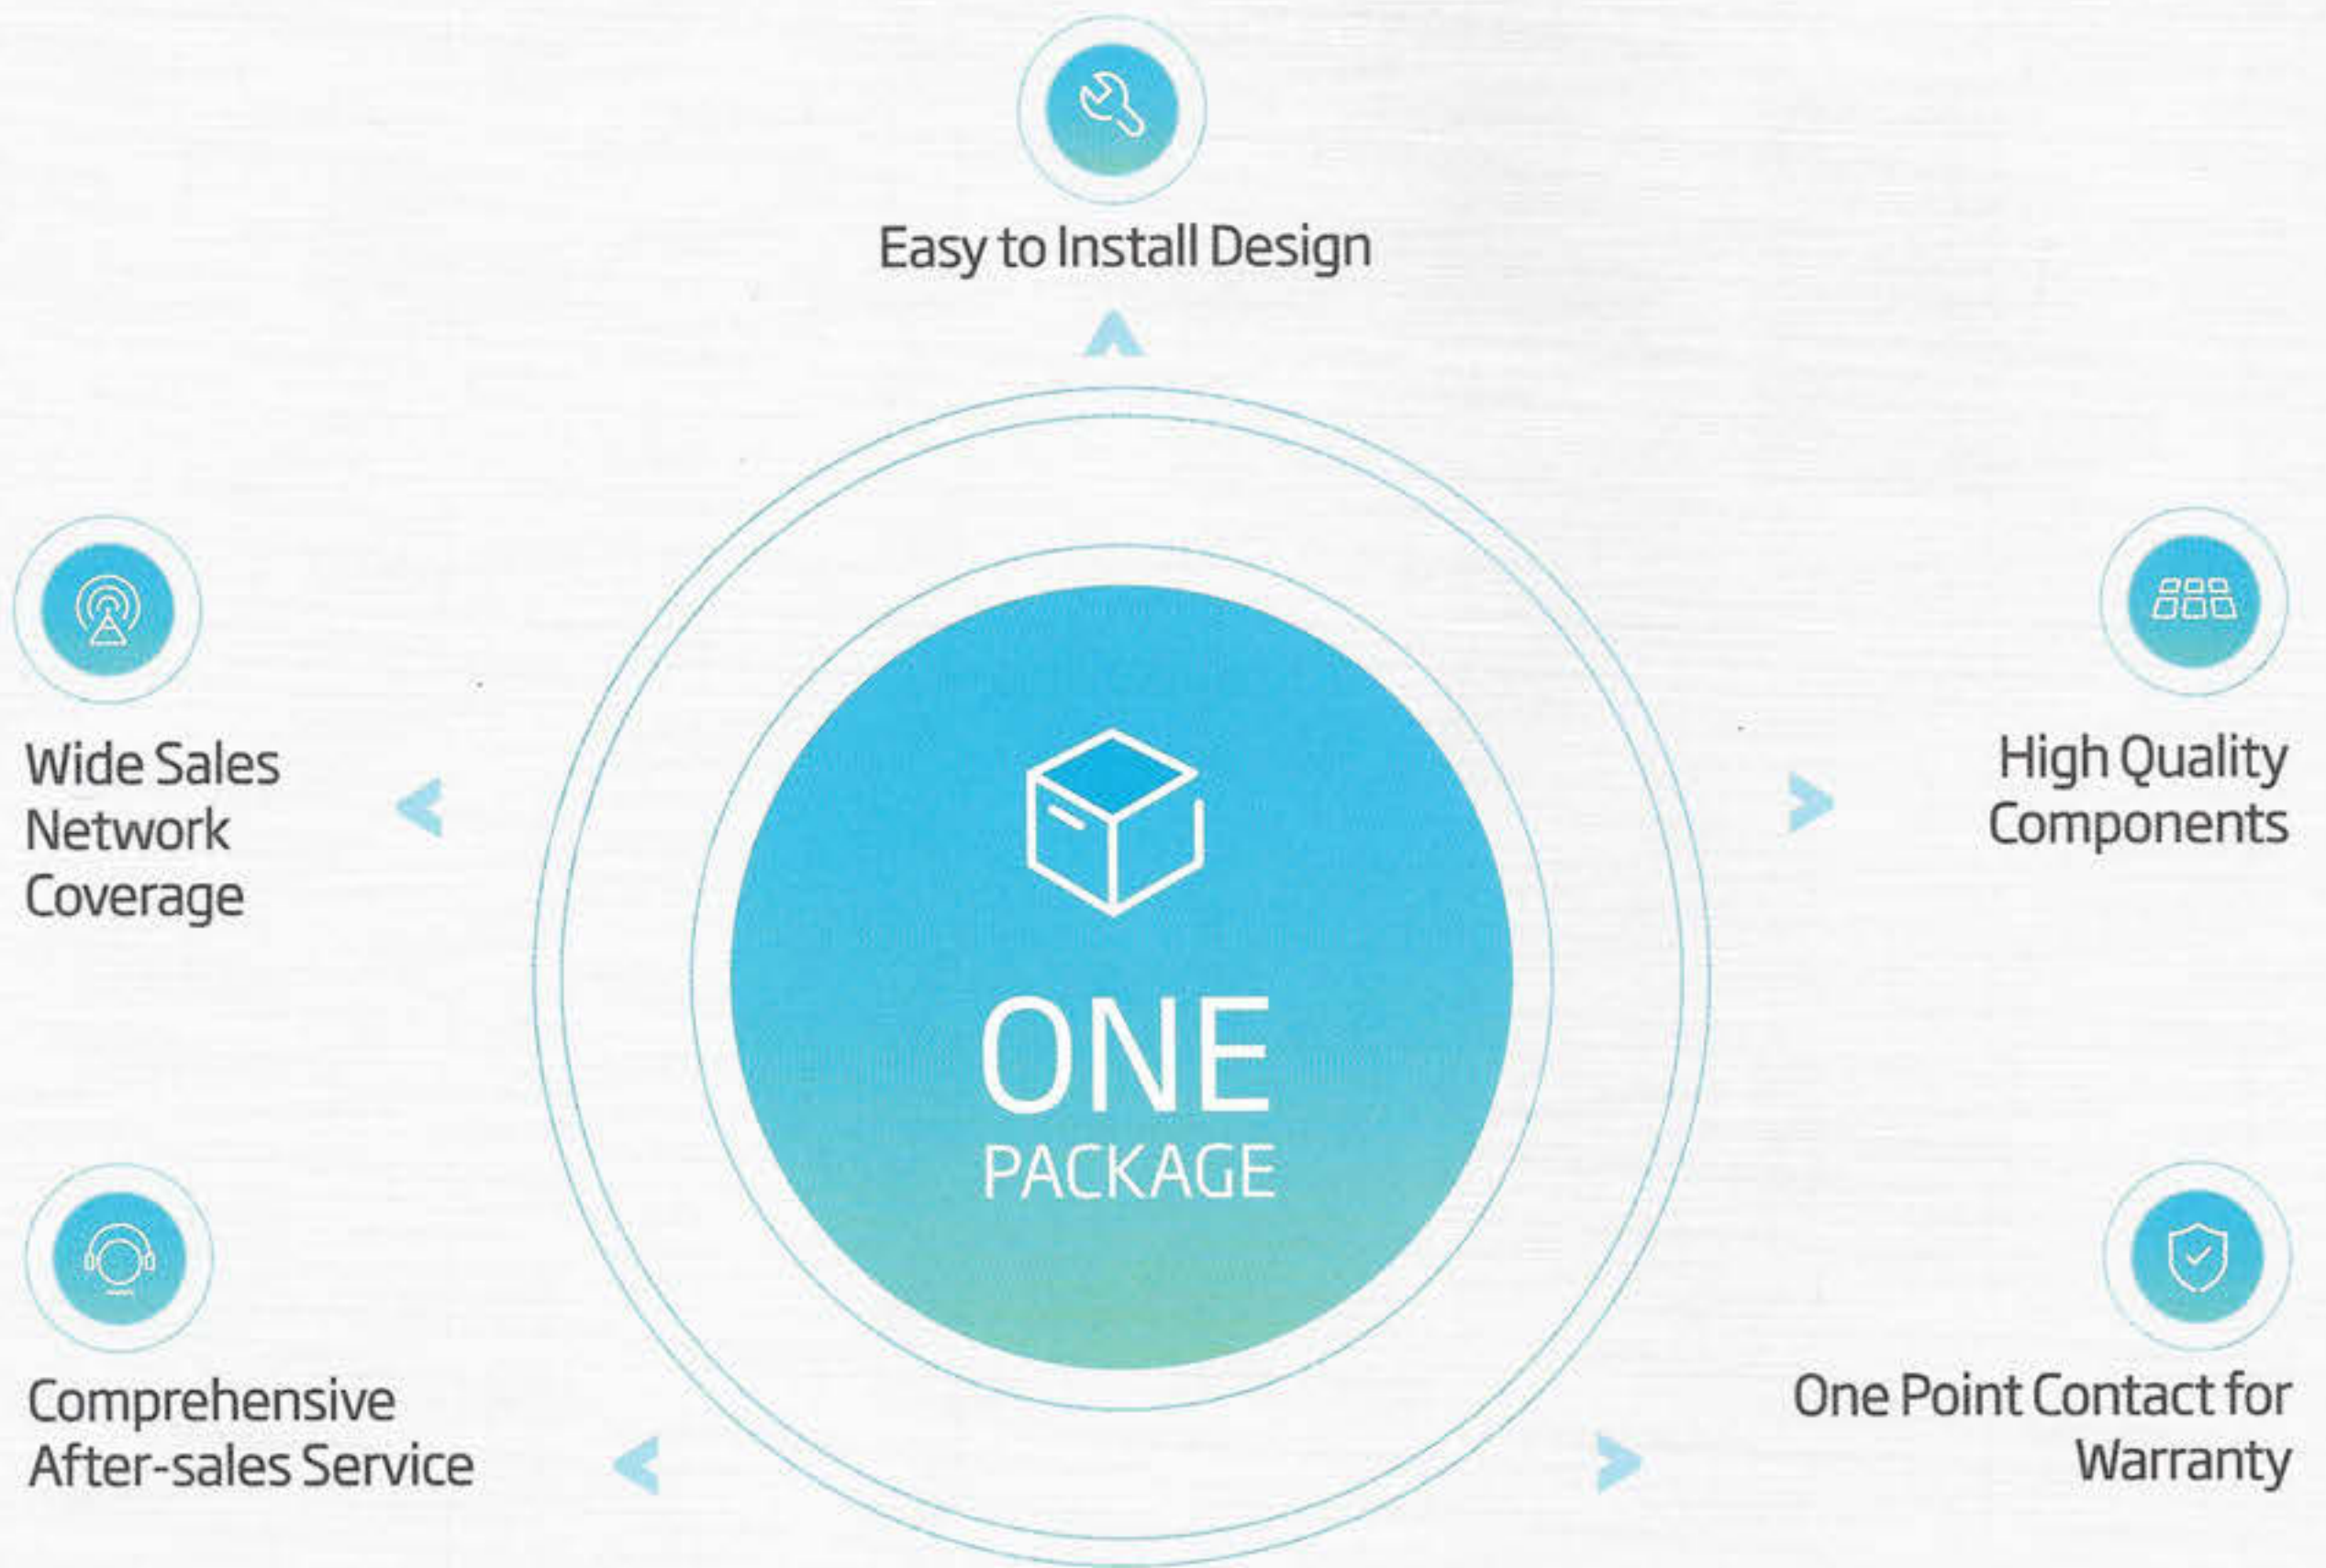 Easy to Install Design
Wide Sales
Network
Coverage
High Quality
Components
ONE
PACKAGE
Comprehensive
After-sales Service
One Point Contact for
Warranty